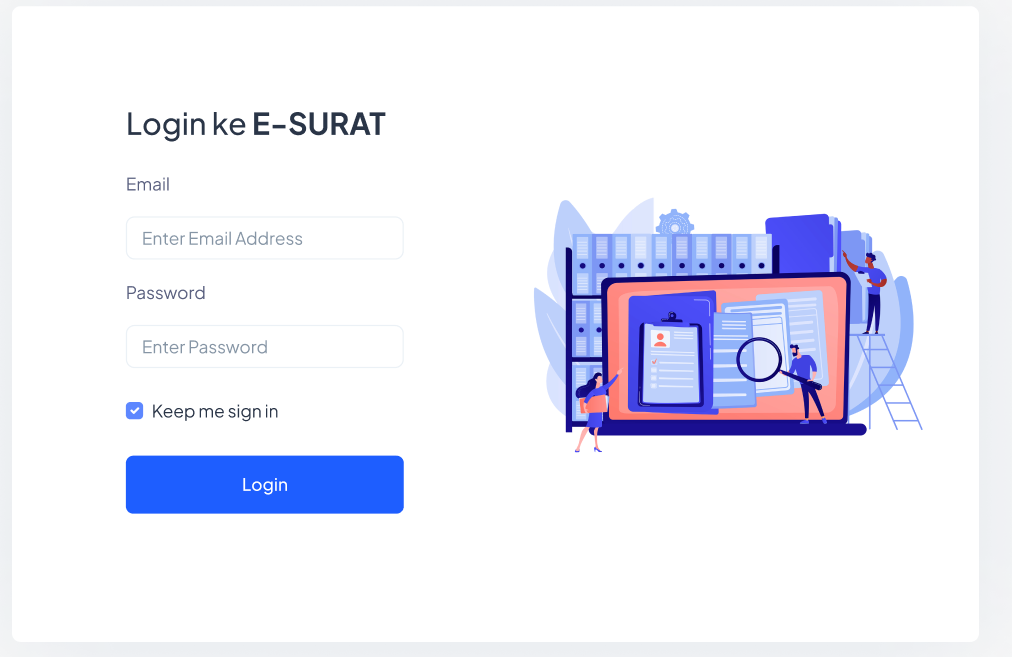 Login ke E-SURAT
Email
Enter Email Address
Password
Enter Password
Keep me sign in
Login